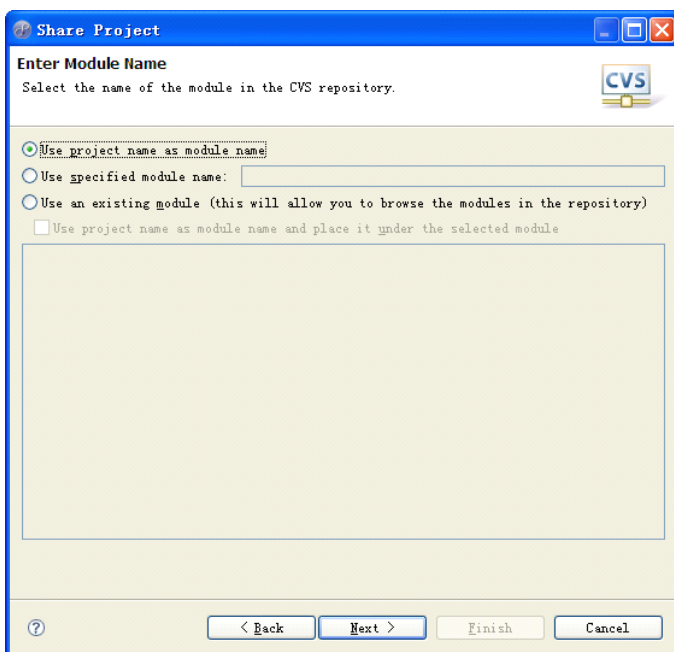 Share Project
Enter Module Name
Select the name of the module in the CVS repository.
CVS
Use project name as module name
Use specified module name:
Use an existing module (this will allow you to browse the modules in the repository)
Use project name as module name and place it under the selected module
?
< Back
Next >
Finish
Cancel